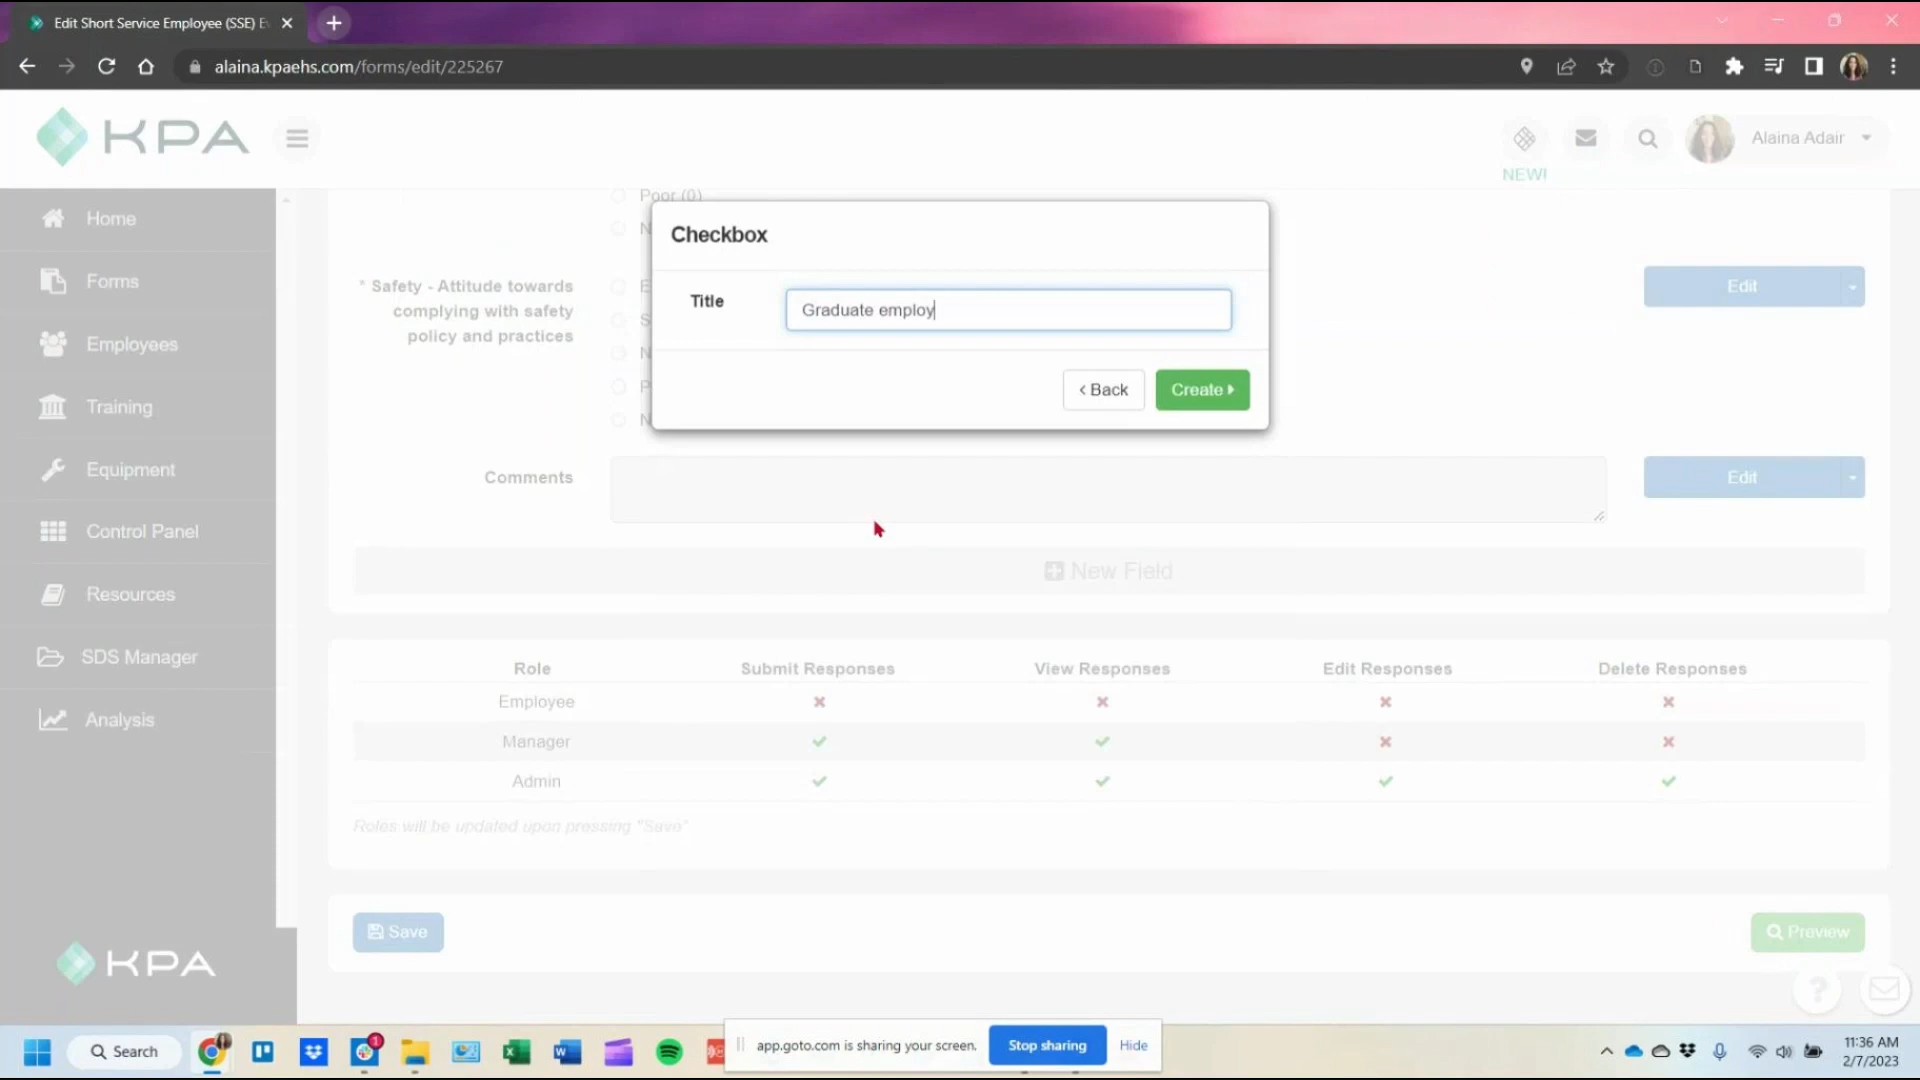 Edit Short Service Employee (SSE) E
alaina.kpaehs.com/forms/edit/225267
KPA
NEW!
Alaina Adair
Home
Forms
Employees
Training
Equipment
Control Panel
Resources
SDS Manager
Analysis
KPA
Poor (0)
N
* Safety - Attitude towards
complying with safety
policy and practices
E
S
N
P
N
Edit
Checkbox
Title
Graduate employ
Back
Create
Comments
Edit
New Field
Role Submit Responses View Responses Edit Responses Delete Responses
Employee
Manager
Admin
Roles will be updated upon pressing "Save"
Save
Preview
?
Search
1
app.goto.com is sharing your screen.
Stop sharing
Hide
11:36 AM
2/7/2023